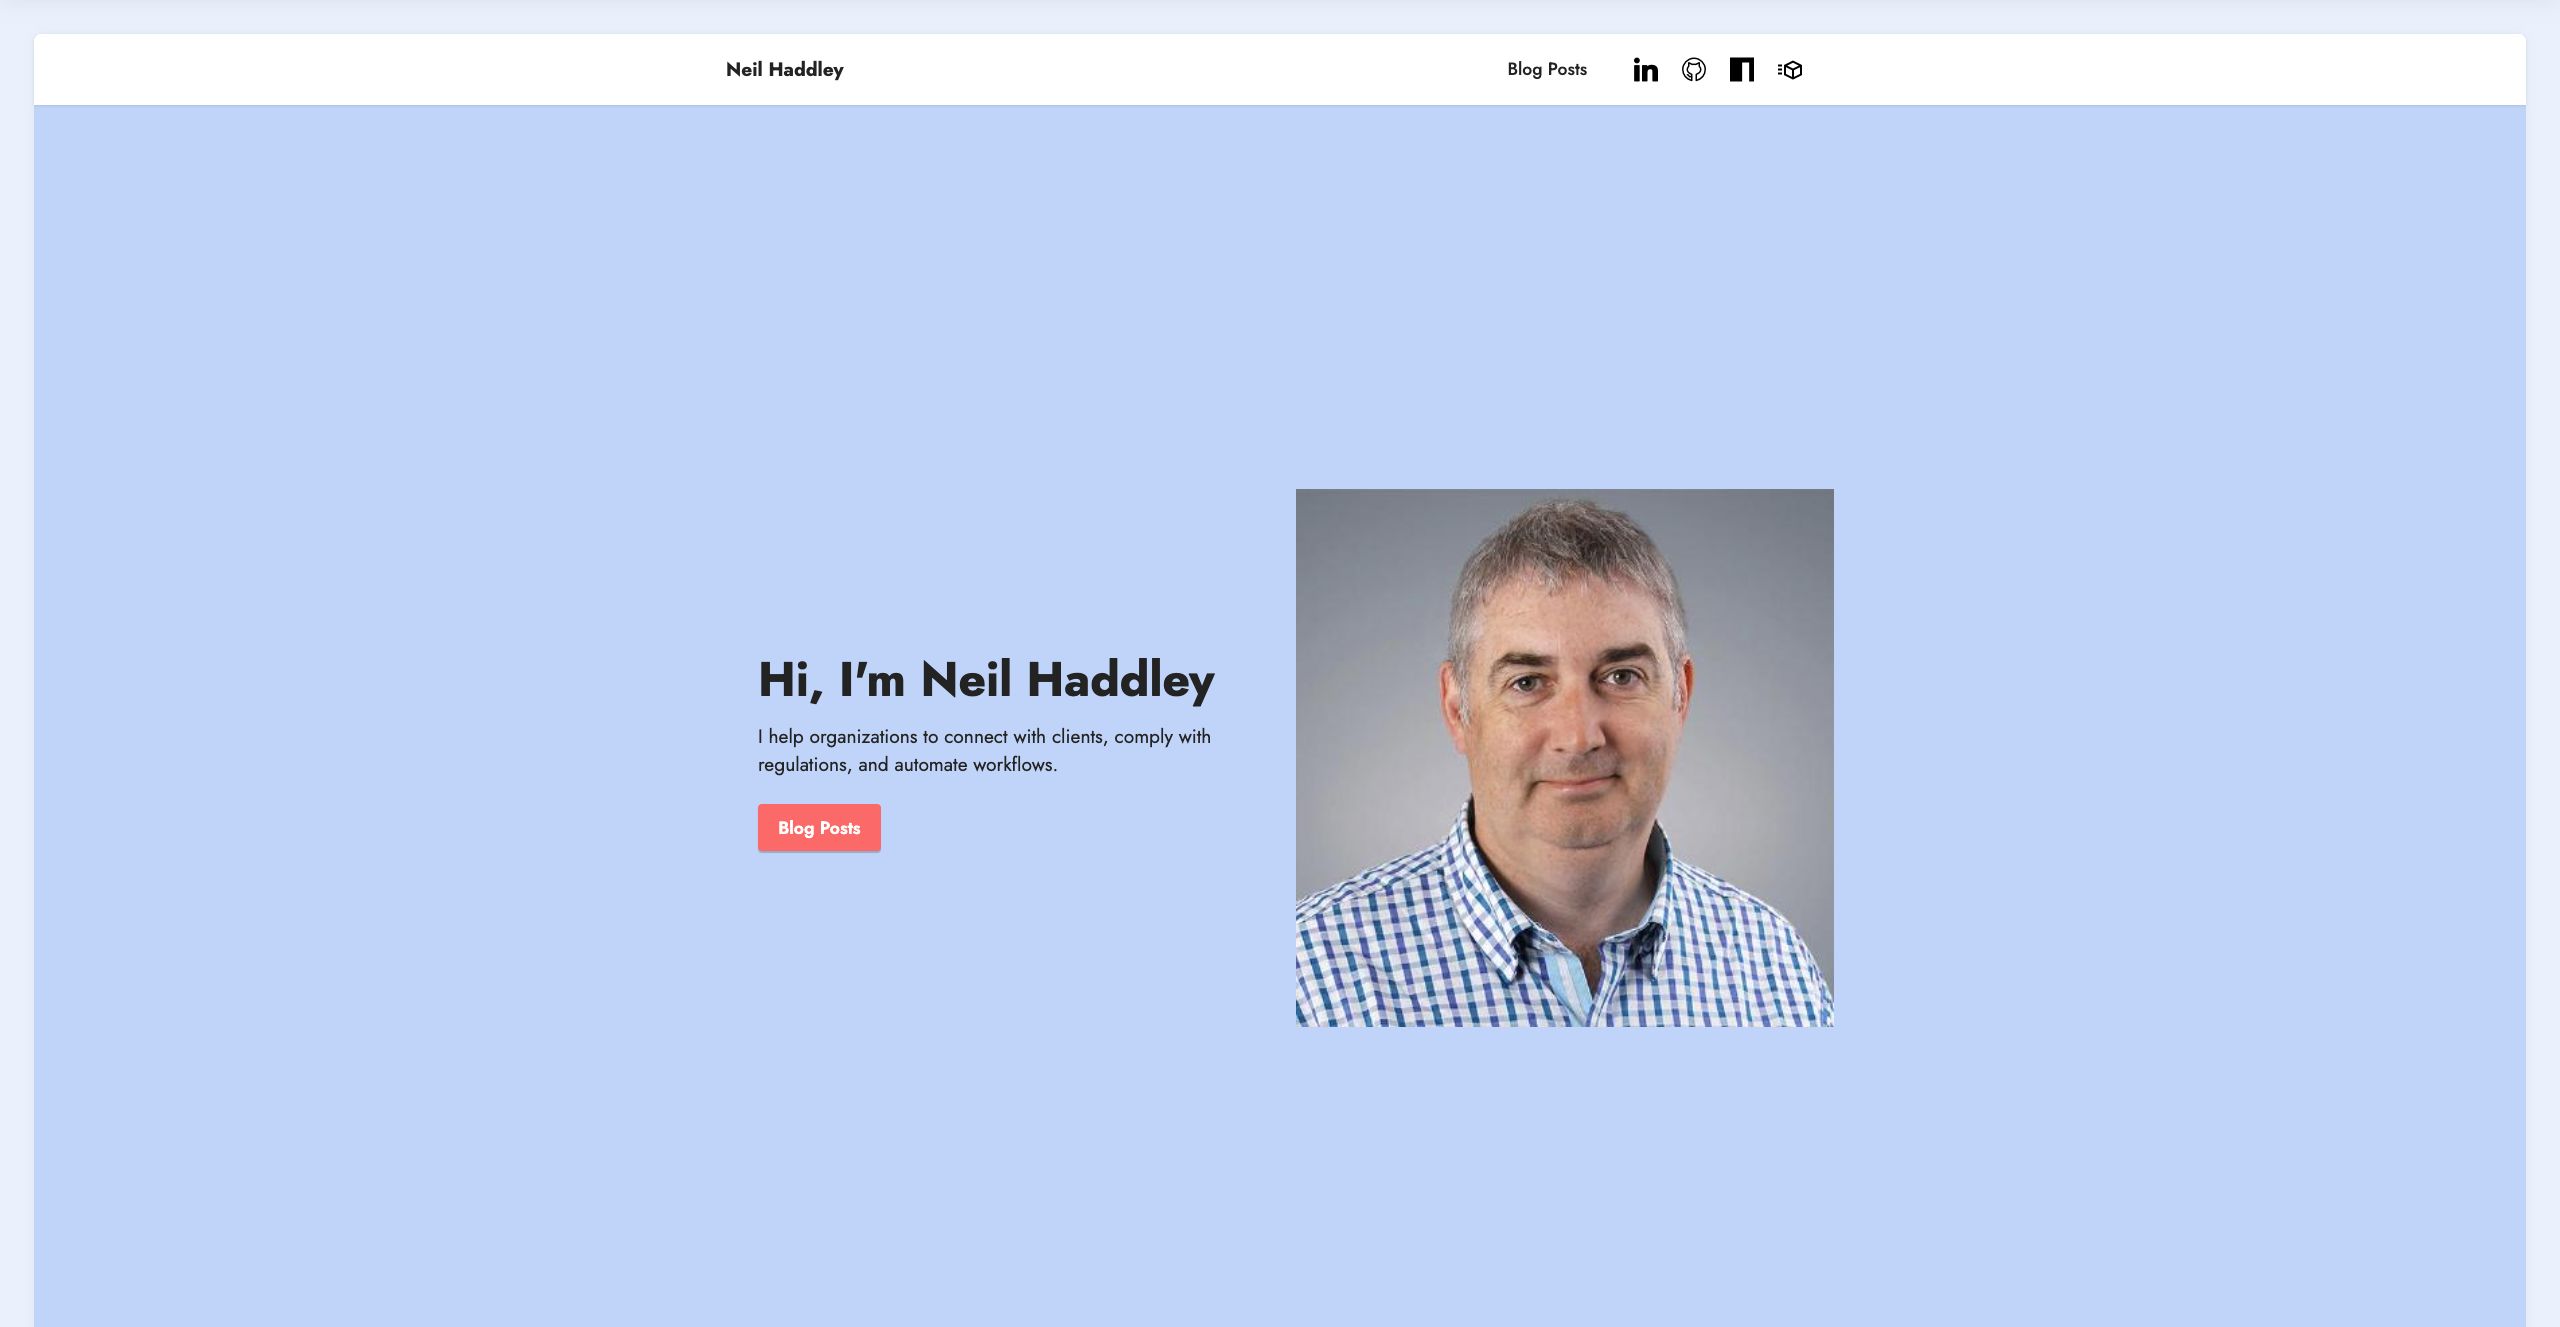 Neil Haddley
Blog Posts
Hi, I'm Neil Haddley
I help organizations to connect with clients, comply with
regulations, and automate workflows.
Blog Posts